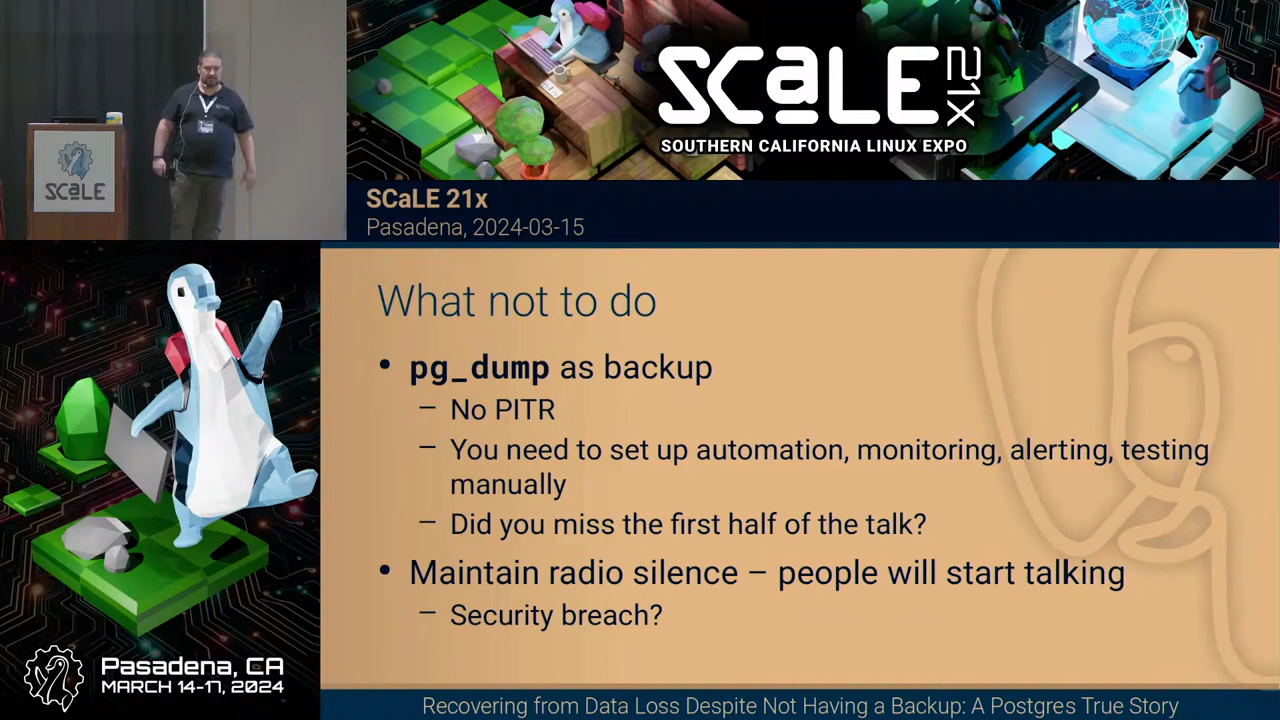 SCaLE
SCaLE 21x
SOUTHERN CALIFORNIA LINUX EXPO
SCaLE 21x
Pasadena, 2024-03-15
What not to do
• pg_dump as backup
– No PITR
– You need to set up automation, monitoring, alerting, testing
manually
– Did you miss the first half of the talk?
• Maintain radio silence – people will start talking
– Security breach?
Pasadena, CA
MARCH 14-17, 2024
Recovering from Data Loss Despite Not Having a Backup: A Postgres True Story